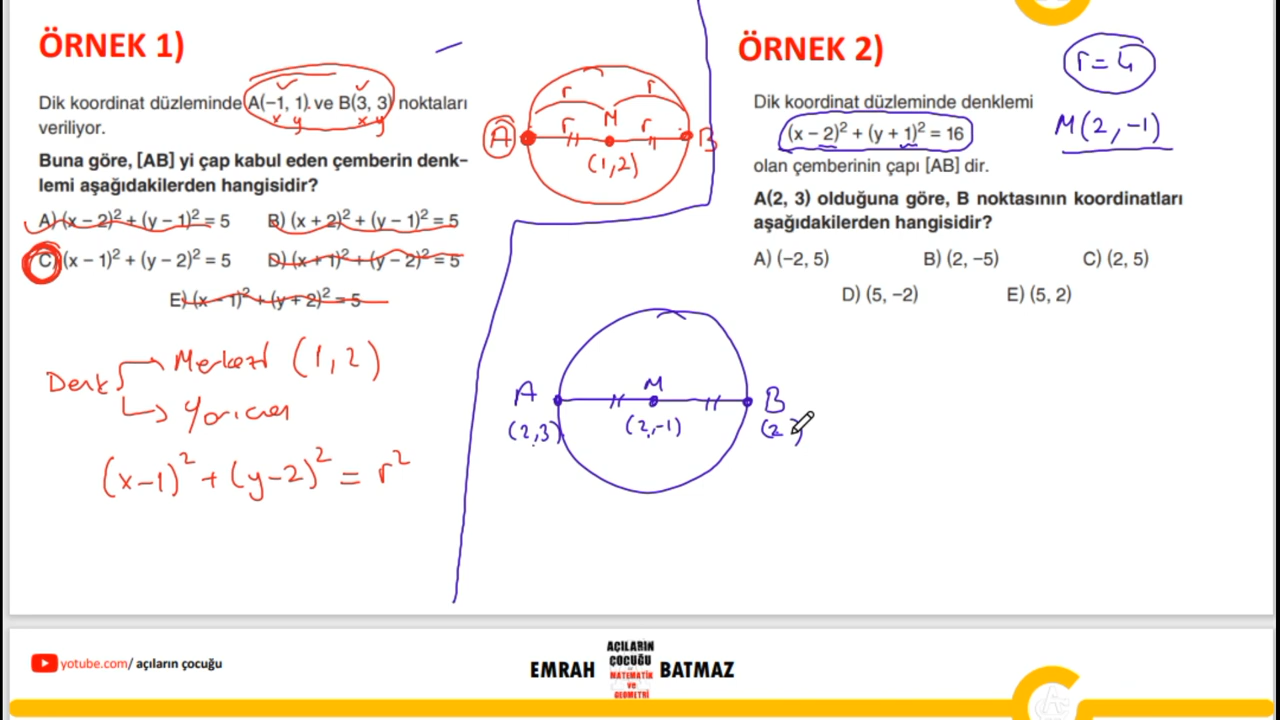 ÖRNEK 1)
Dik koordinat düzleminde A(−1, 1) ve B(3, 3) noktaları
veriliyor.
x y x y
Buna göre, [AB] yi çap kabul eden çemberin denk-
lemi aşağıdakilerden hangisidir?
A) (x − 2)² + (y − 1)² = 5 B) (x + 2)² + (y − 1)² = 5
C) (x − 1)² + (y − 2)² = 5 D) (x + 1)² + (y − 2)² = 5
E) (x − 1)² + (y + 2)² = 5
Denk Merkezi (1, 2)
Yarıçap
(x−1)² + (y−2)² = r²
r r
A r M r B
(1,2)
ÖRNEK 2)
r = 4
Dik koordinat düzleminde denklemi
(x − 2)² + (y + 1)² = 16
M(2, −1)
olan çemberinin çapı [AB] dir.
A(2, 3) olduğuna göre, B noktasının koordinatları
aşağıdakilerden hangisidir?
A) (−2, 5) B) (2, −5) C) (2, 5)
D) (5, −2) E) (5, 2)
A M B
(2,3) (2,-1) (2
yotube.com/ açıların çocuğu
EMRAH AÇILARIN ÇOCUĞU MATEMATİK ve GEOMETRİ BATMAZ